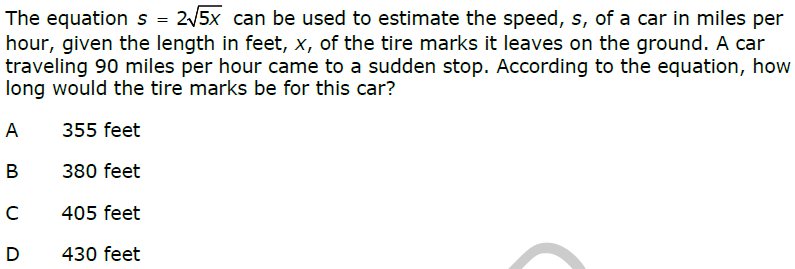 The equation s = 2√5x can be used to estimate the speed, s, of a car in miles per
hour, given the length in feet, x, of the tire marks it leaves on the ground. A car
traveling 90 miles per hour came to a sudden stop. According to the equation, how
long would the tire marks be for this car?
A 355 feet
B 380 feet
C 405 feet
D 430 feet